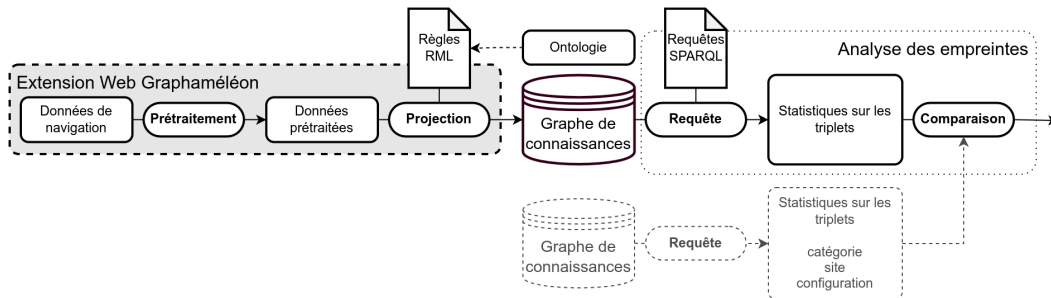 Règles
RML
Ontologie
Requêtes
SPARQL
Analyse des empreintes
Extension Web Graphaméléon
Données de
navigation
Prétraitement
Données
prétraitées
Projection
Graphe de
connaissances
Requête
Statistiques sur les
triplets
Comparaison
Graphe de
connaissances
Requête
Statistiques sur les
triplets
catégorie
site
configuration